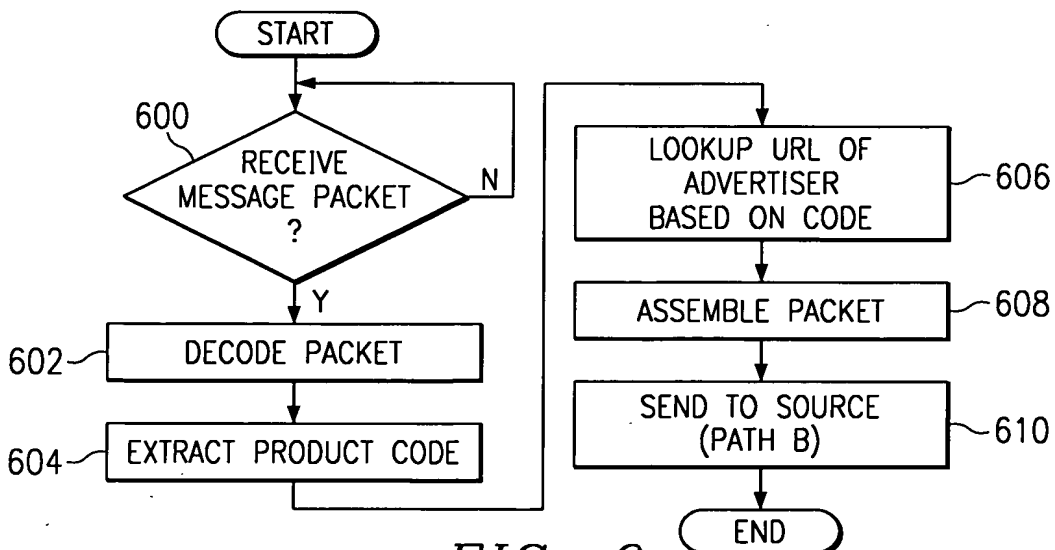 START
600
RECEIVE
MESSAGE PACKET
?
N
Y
602
DECODE PACKET
604
EXTRACT PRODUCT CODE
LOOKUP URL OF
ADVERTISER
BASED ON CODE
606
ASSEMBLE PACKET
608
SEND TO SOURCE
(PATH B)
610
END